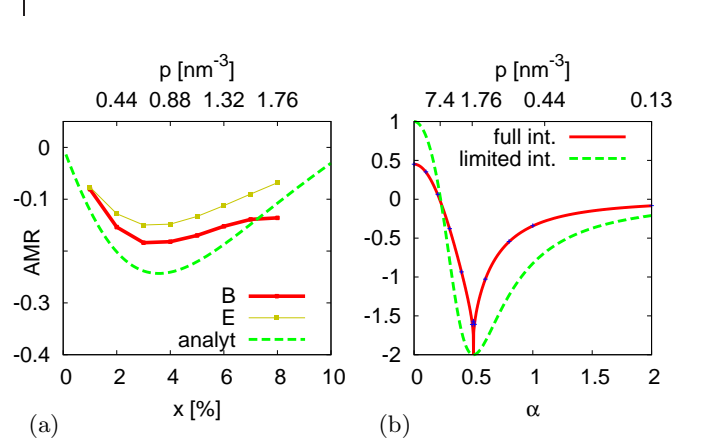 p [nm-3]
0.44 0.88 1.32 1.76
0
-0.1
-0.3
-0.4
AMR
B
E
analyt
0 2 4 6 8 10
x [%]
(a)
p [nm-3]
7.4 1.76 0.44 0.13
full int.
limited int.
1
0.5
0
-0.5
-1
-1.5
-2
0 0.5 1 1.5 2
α
(b)